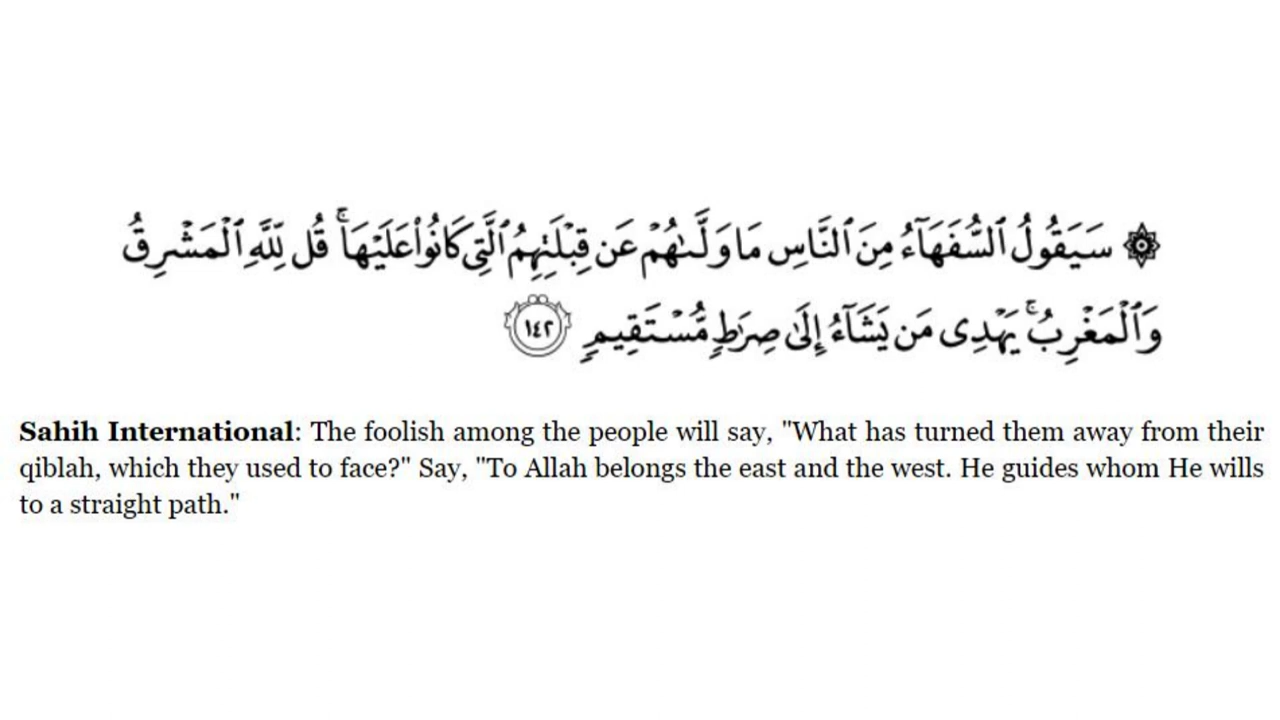 ۞ سَيَقُولُ ٱلسُّفَهَآءُ مِنَ ٱلنَّاسِ مَا وَلَّىٰهُمْ عَن قِبْلَتِهِمُ ٱلَّتِى كَانُوا۟ عَلَيْهَا ۚ قُل لِّلَّهِ ٱلْمَشْرِقُ
وَٱلْمَغْرِبُ ۚ يَهْدِى مَن يَشَآءُ إِلَىٰ صِرَٰطٍ مُّسْتَقِيمٍ ١٤٢
Sahih International: The foolish among the people will say, "What has turned them away from their
qiblah, which they used to face?" Say, "To Allah belongs the east and the west. He guides whom He wills
to a straight path."